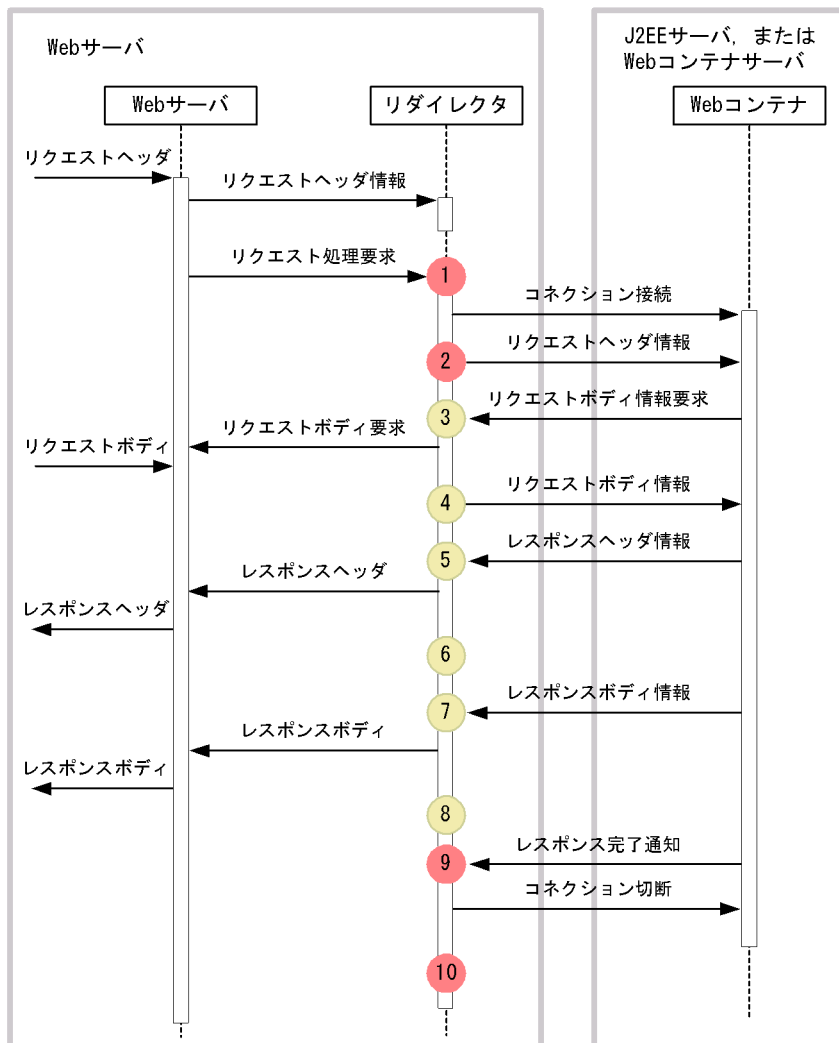 Webサーバ
J2EEサーバ, または
Webコンテナサーバ
Webサーバ
リダイレクタ
Webコンテナ
リクエストヘッダ
リクエストヘッダ情報
リクエスト処理要求
1
コネクション接続
2
リクエストヘッダ情報
3
リクエストボディ情報要求
リクエストボディ要求
リクエストボディ
4
リクエストボディ情報
5
レスポンスヘッダ情報
レスポンスヘッダ
レスポンスヘッダ
6
7
レスポンスボディ情報
レスポンスボディ
レスポンスボディ
8
9
レスポンス完了通知
コネクション切断
10